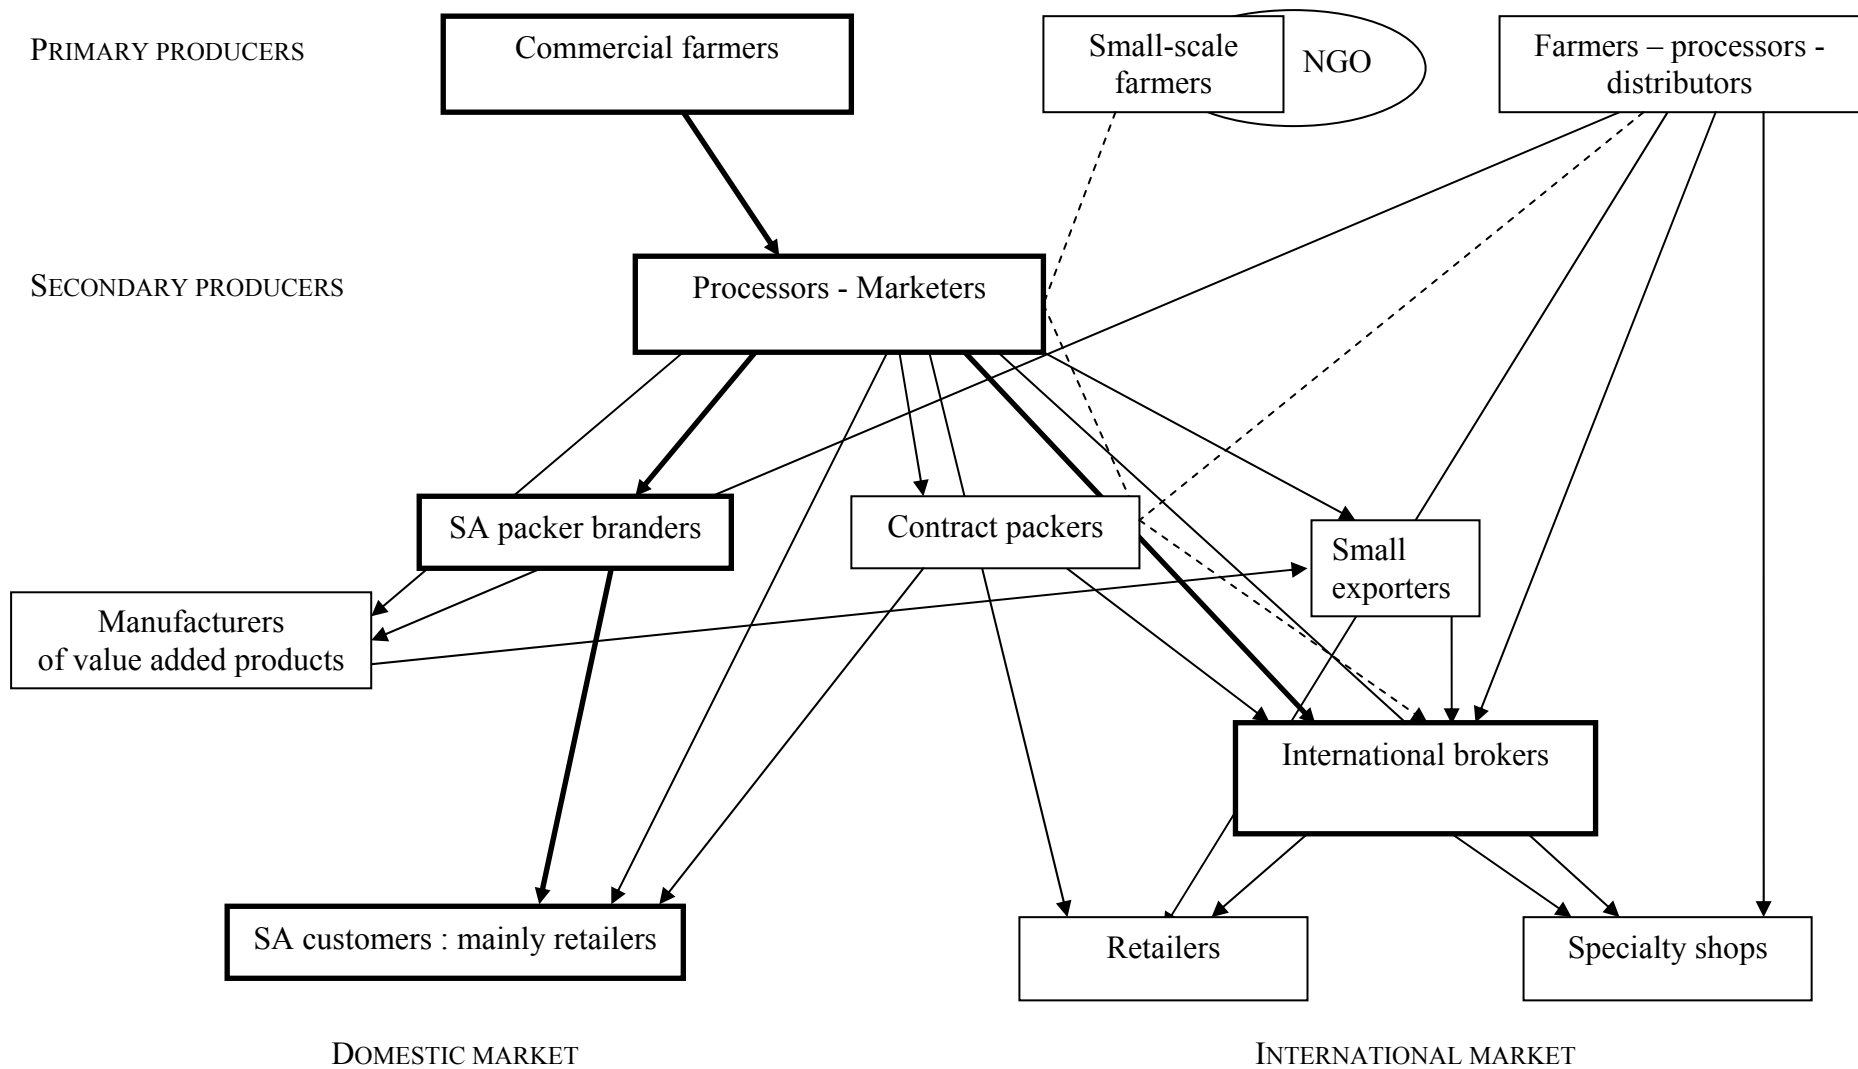 PRIMARY PRODUCERS
Commercial farmers
Small-scale
farmers
NGO
Farmers – processors -
distributors
SECONDARY PRODUCERS
Processors - Marketers
SA packer branders
Contract packers
Small
exporters
Manufacturers
of value added products
International brokers
SA customers : mainly retailers
Retailers
Specialty shops
DOMESTIC MARKET
INTERNATIONAL MARKET